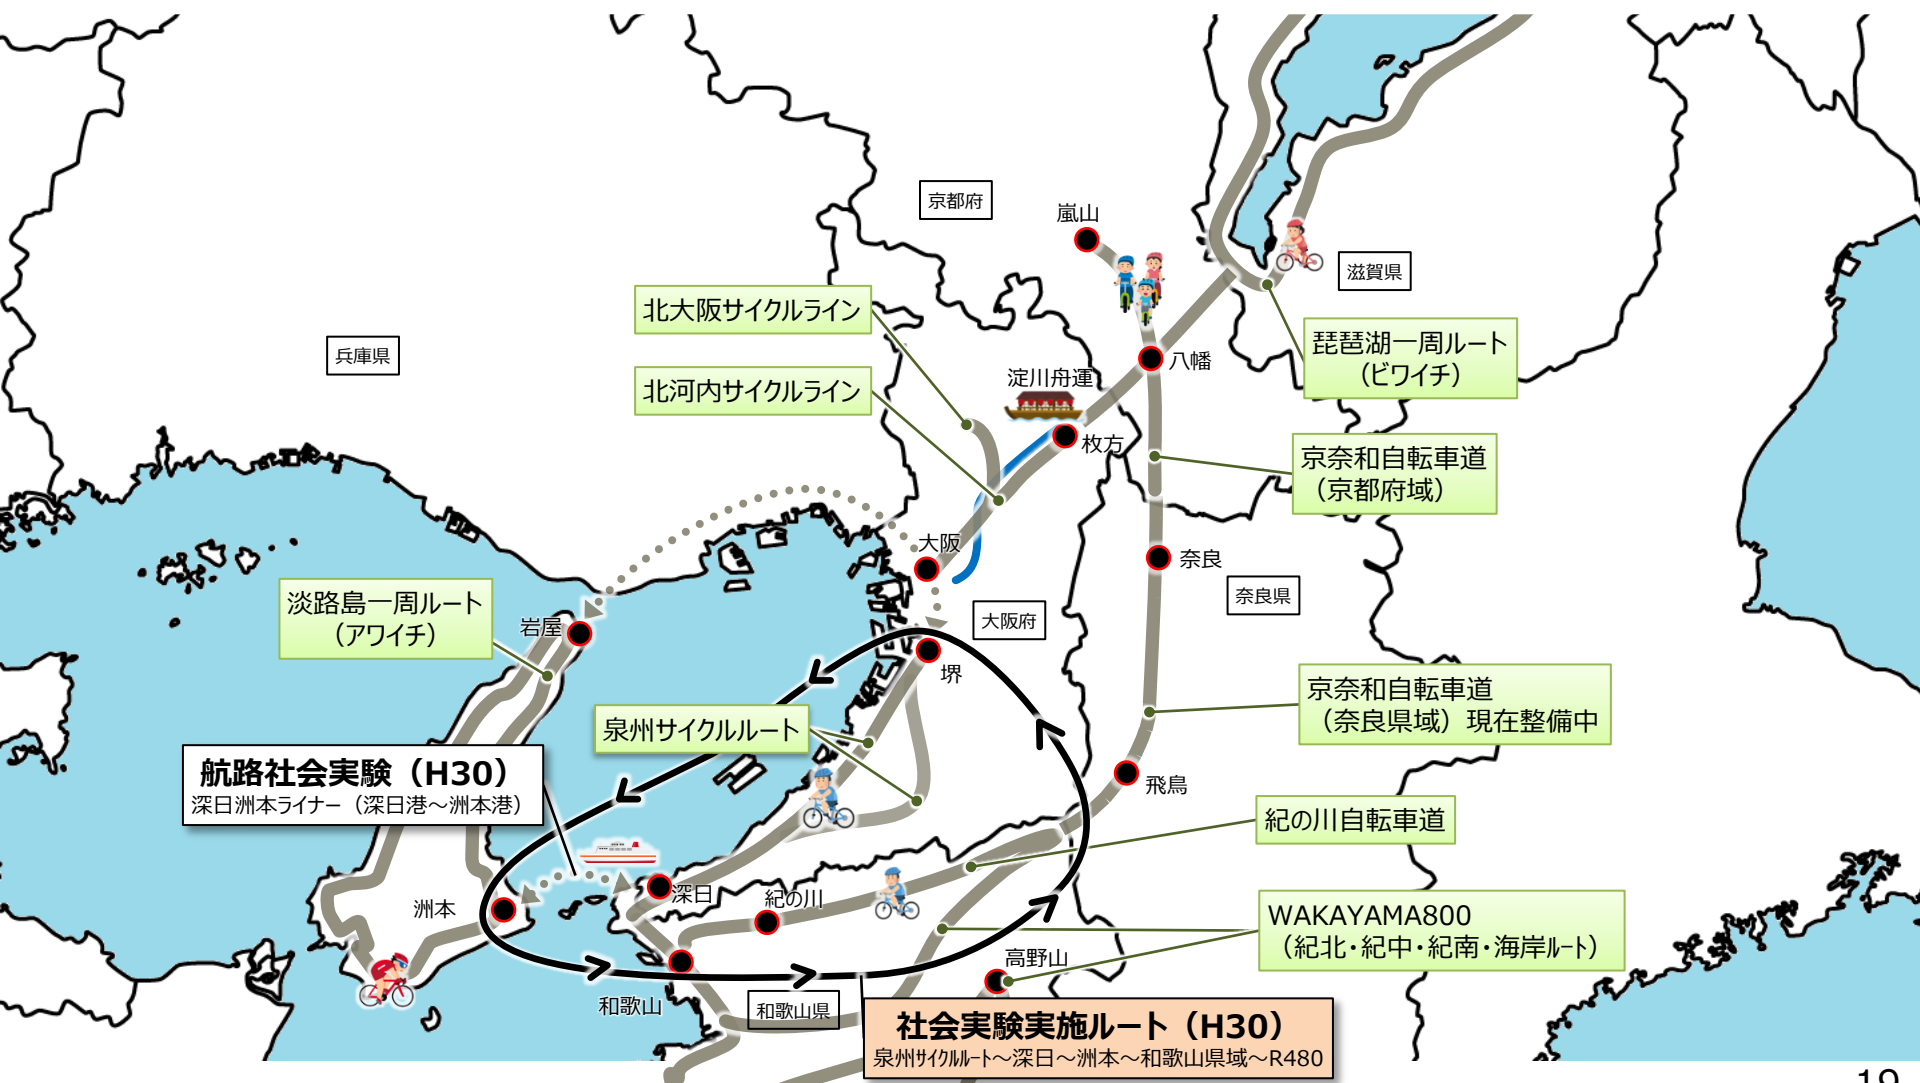 京都府
嵐山
滋賀県
北大阪サイクルライン
琵琶湖一周ルート
（ビワイチ）
兵庫県
八幡
淀川舟運
北河内サイクルライン
枚方
京奈和自転車道
（京都府域）
大阪
奈良
奈良県
淡路島一周ルート
（アワイチ）
岩屋
大阪府
堺
京奈和自転車道
（奈良県域）現在整備中
泉州サイクルルート
航路社会実験（H30）
深日洲本ライナー（深日港～洲本港）
飛鳥
紀の川自転車道
深日
紀の川
洲本
WAKAYAMA800
（紀北・紀中・紀南・海岸ルート）
高野山
和歌山
和歌山県
社会実験実施ルート（H30）
泉州サイクルルート～深日～洲本～和歌山県域～R480
19